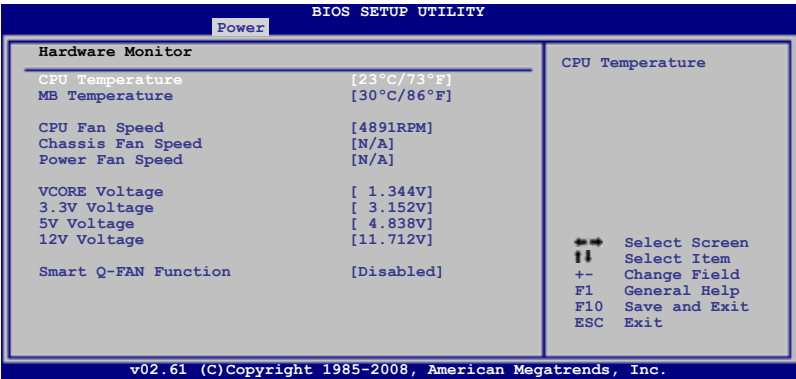 BIOS SETUP UTILITY
Power
Hardware Monitor
CPU Temperature [23°C/73°F]
MB Temperature [30°C/86°F]
CPU Fan Speed [4891RPM]
Chassis Fan Speed [N/A]
Power Fan Speed [N/A]
VCORE Voltage [ 1.344V]
3.3V Voltage [ 3.152V]
5V Voltage [ 4.838V]
12V Voltage [11.712V]
Smart Q-FAN Function [Disabled]
CPU Temperature
←→ Select Screen
↑↓ Select Item
+- Change Field
F1 General Help
F10 Save and Exit
ESC Exit
v02.61 (C)Copyright 1985-2008, American Megatrends, Inc.